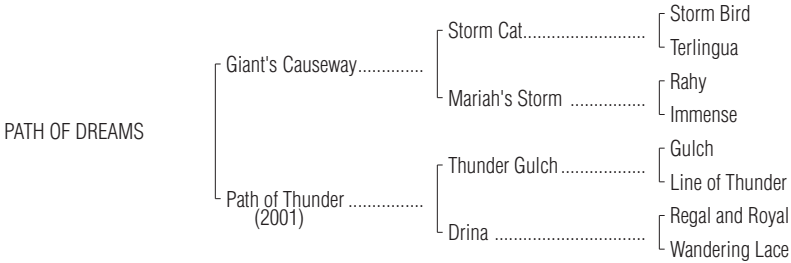 Storm Bird
Storm Cat..........................
Terlingua
Giant's Causeway..............
Rahy
Mariah's Storm ................
Immense
PATH OF DREAMS
Gulch
Thunder Gulch..................
Line of Thunder
Path of Thunder ................
(2001)
Regal and Royal
Drina ................................
Wandering Lace